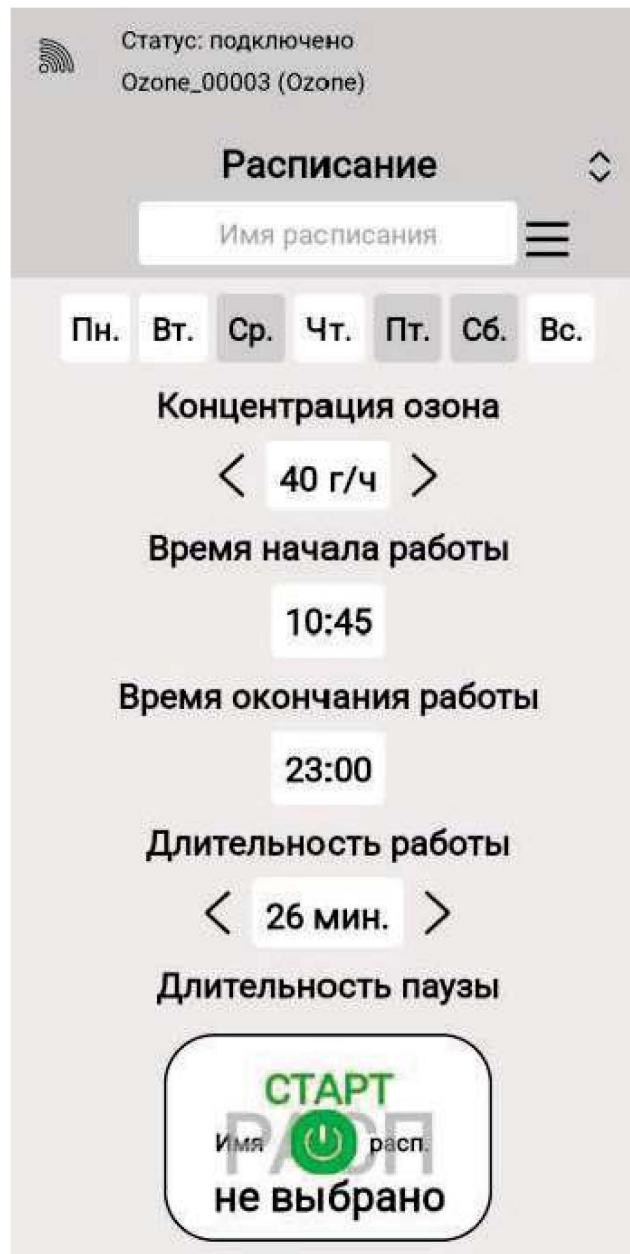 Статус: подключено
Ozone_00003 (Ozone)
Расписание
Имя расписания
Пн. Вт. Ср. Чт. Пт. Сб. Вс.
Концентрация озона
40 г/ч
Время начала работы
10:45
Время окончания работы
23:00
Длительность работы
26 мин.
Длительность паузы
СТАРТ
РАСП
Имя расп.
не выбрано